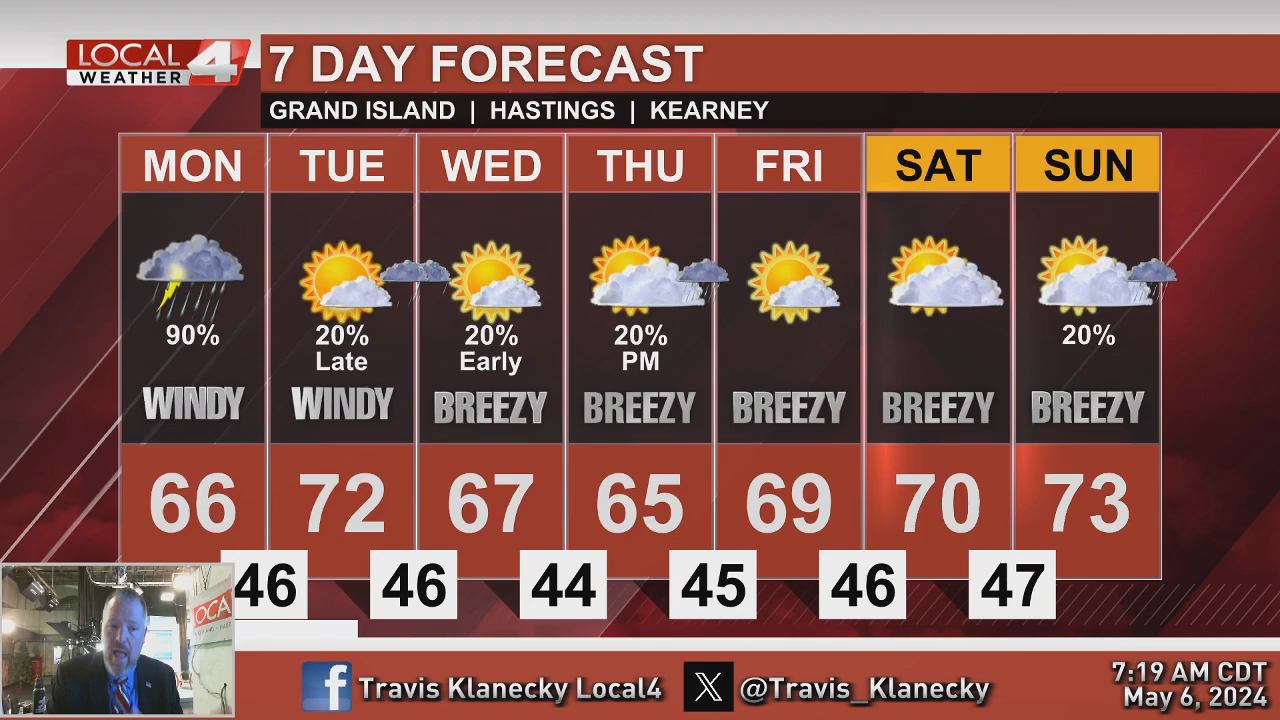 LOCAL 4
WEATHER
7 DAY FORECAST
GRAND ISLAND | HASTINGS | KEARNEY
MON TUE WED THU FRI SAT SUN
90% 20% 20% 20% 20%
Late Early PM
WINDY WINDY BREEZY BREEZY BREEZY BREEZY BREEZY
66 72 67 65 69 70 73
46 46 44 45 46 47
OCA
f Travis Klanecky Local4 X @Travis_Klanecky
7:19 AM CDT
May 6, 2024